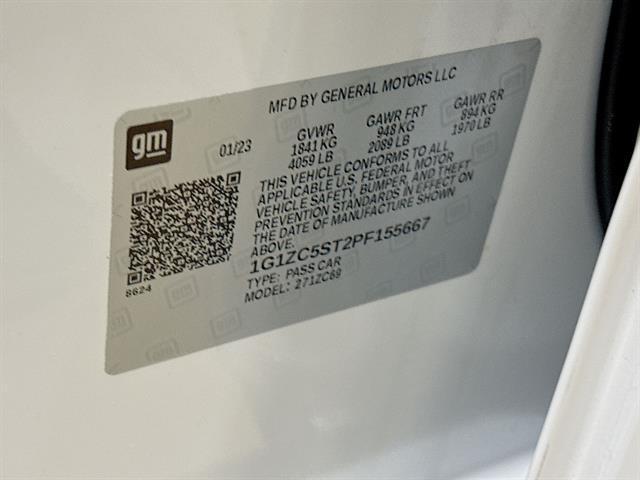 MFD BY GENERAL MOTORS LLC
gm
01/23
GVWR GAWR FRT GAWR RR
1841 KG 948 KG 894 KG
4059 LB 2089 LB 1970 LB
THIS VEHICLE CONFORMS TO ALL
APPLICABLE U.S. FEDERAL MOTOR
VEHICLE SAFETY, BUMPER, AND THEFT
PREVENTION STANDARDS IN EFFECT ON
THE DATE OF MANUFACTURE SHOWN
ABOVE.
1G1ZC5ST2PF155667
TYPE: PASS CAR
MODEL: 271ZC69
8624